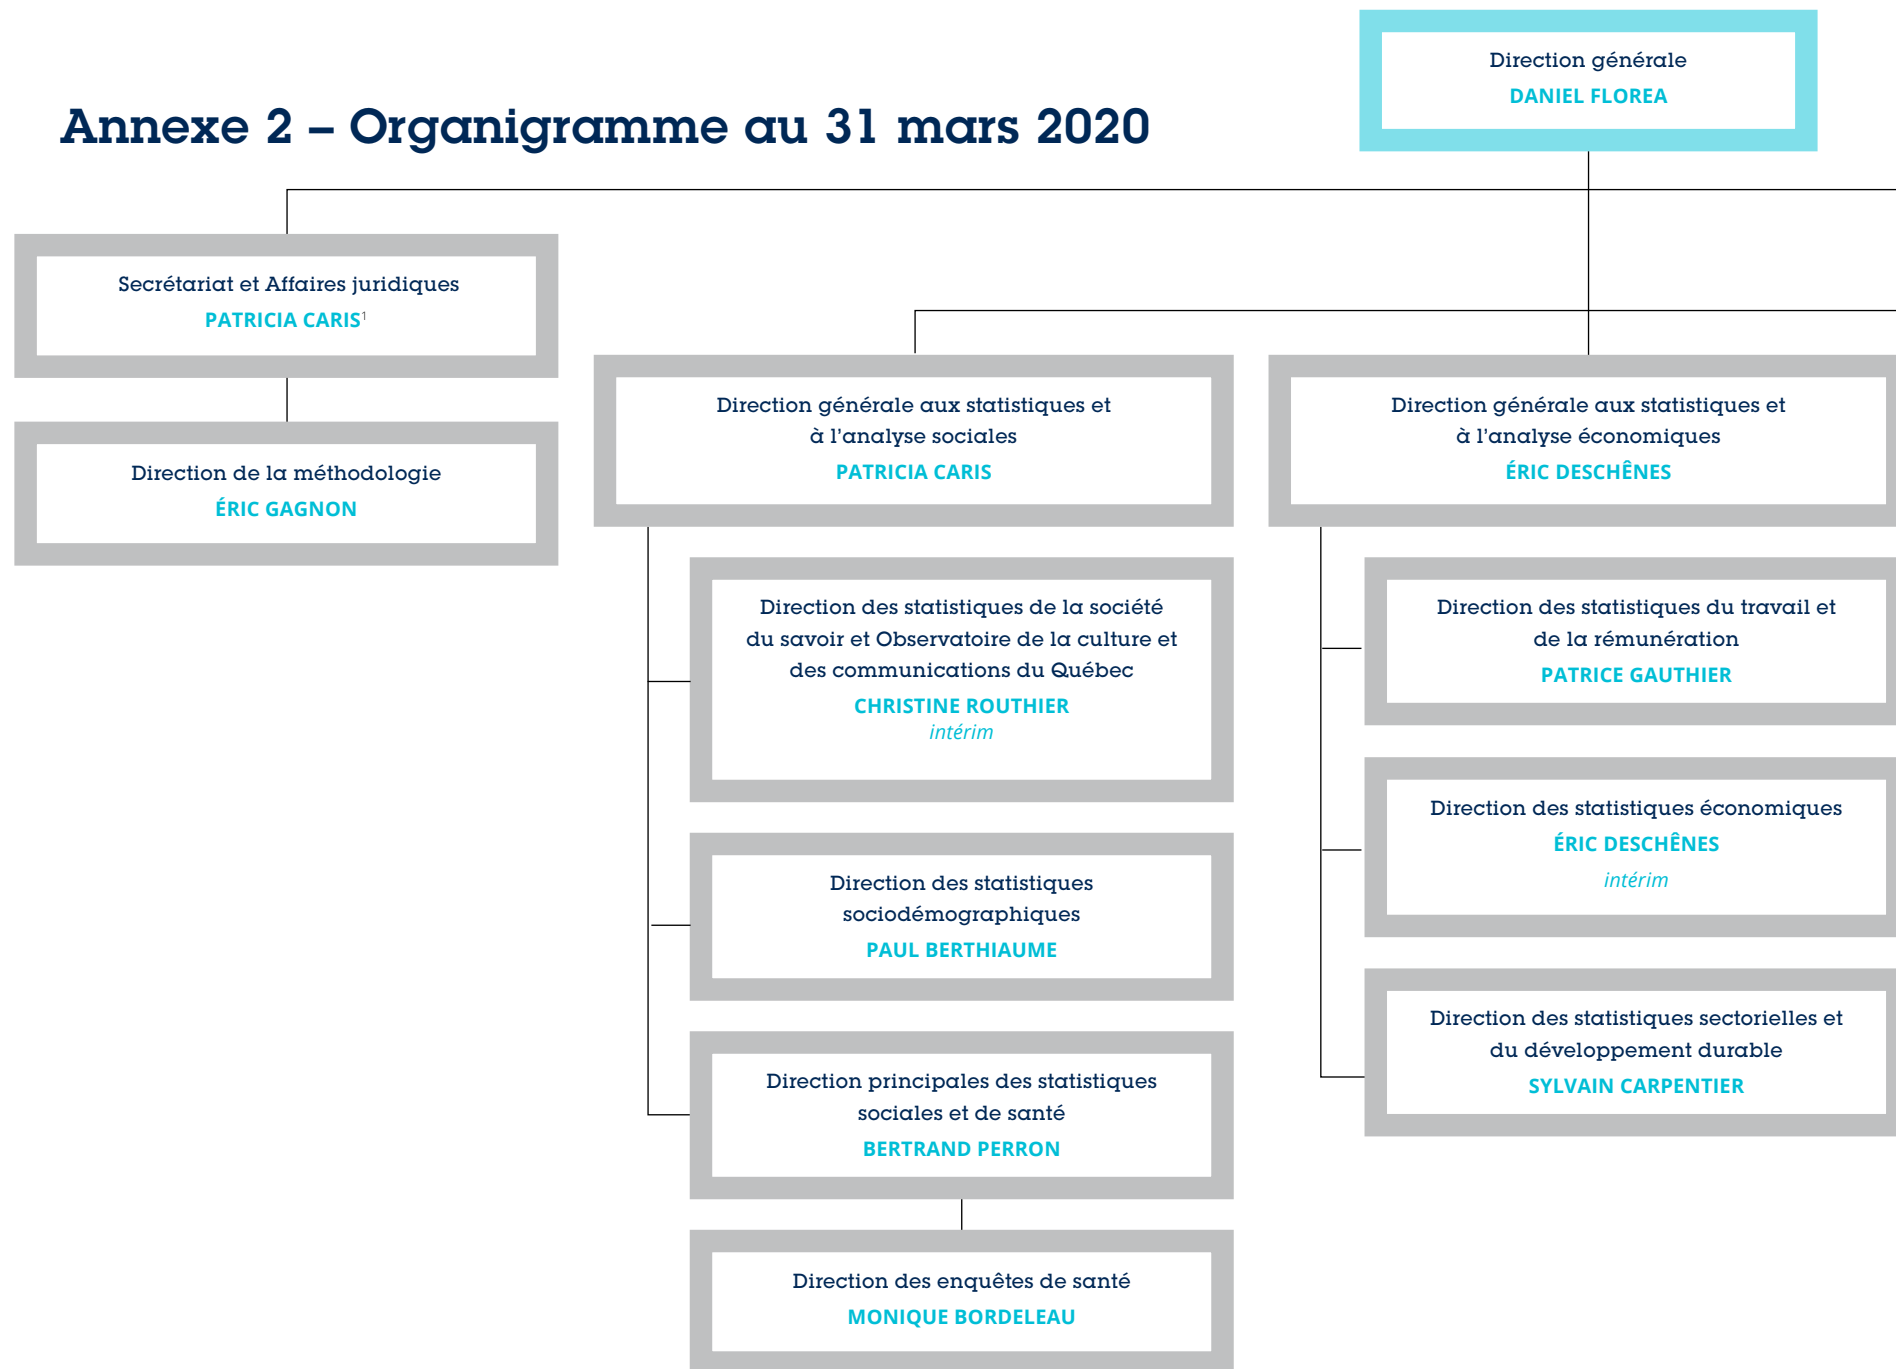 Annexe 2 – Organigramme au 31 mars 2020
Direction générale
DANIEL FLOREA
Secrétariat et Affaires juridiques
PATRICIA CARIS¹
Direction de la méthodologie
ÉRIC GAGNON
Direction générale aux statistiques et
à l'analyse sociales
PATRICIA CARIS
Direction des statistiques de la société
du savoir et Observatoire de la culture et
des communications du Québec
CHRISTINE ROUTHIER
intérim
Direction des statistiques
sociodémographiques
PAUL BERTHIAUME
Direction principales des statistiques
sociales et de santé
BERTRAND PERRON
Direction des enquêtes de santé
MONIQUE BORDELEAU
Direction générale aux statistiques et
à l'analyse économiques
ÉRIC DESCHÊNES
Direction des statistiques du travail et
de la rémunération
PATRICE GAUTHIER
Direction des statistiques économiques
ÉRIC DESCHÊNES
intérim
Direction des statistiques sectorielles et
du développement durable
SYLVAIN CARPENTIER